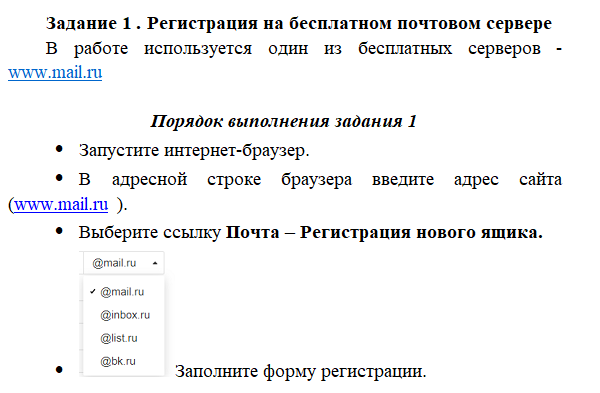 Задание 1 . Регистрация на бесплатном почтовом сервере
В работе используется один из бесплатных серверов -
www.mail.ru
Порядок выполнения задания 1
• Запустите интернет-браузер.
• В адресной строке браузера введите адрес сайта
(www.mail.ru ).
• Выберите ссылку Почта – Регистрация нового ящика.
@mail.ru
✓ @mail.ru
@inbox.ru
@list.ru
@bk.ru
• Заполните форму регистрации.